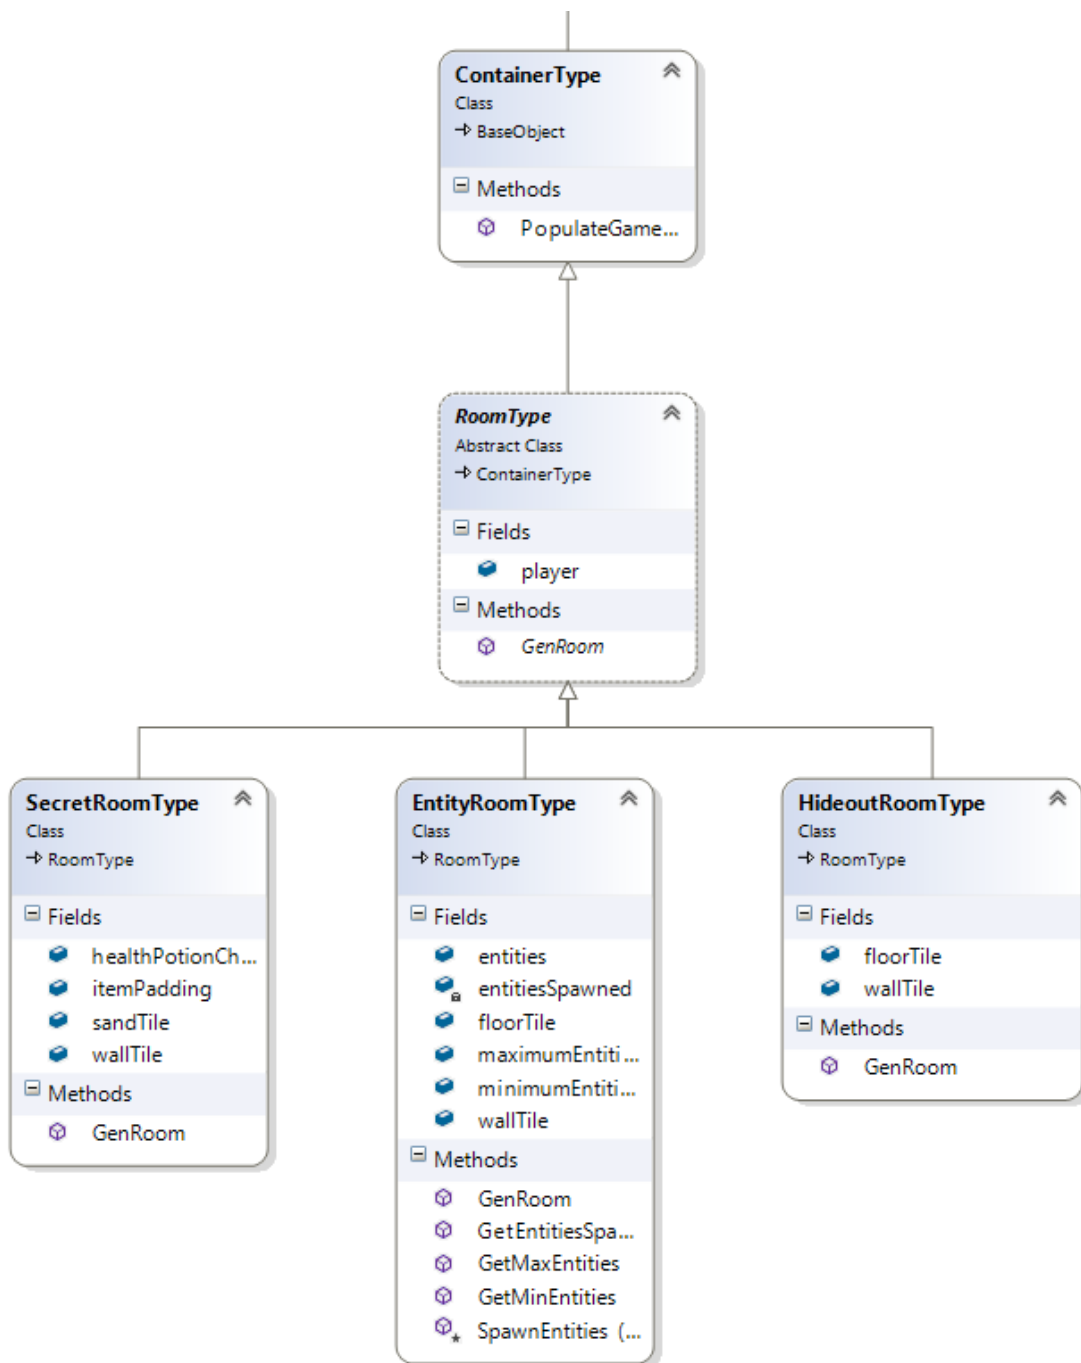 ContainerType
Class
BaseObject
Methods
PopulateGame...
RoomType
Abstract Class
ContainerType
Fields
player
Methods
GenRoom
SecretRoomType
Class
RoomType
Fields
healthPotionCh...
itemPadding
sandTile
wallTile
Methods
GenRoom
EntityRoomType
Class
RoomType
Fields
entities
entitiesSpawned
floorTile
maximumEntiti...
minimumEntiti...
wallTile
Methods
GenRoom
GetEntitiesSpa...
GetMaxEntities
GetMinEntities
SpawnEntities (...
HideoutRoomType
Class
RoomType
Fields
floorTile
wallTile
Methods
GenRoom